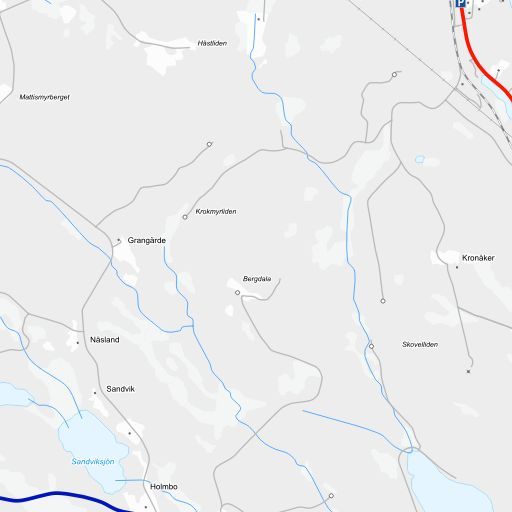 P
Hästliden
Mattismyrberget
Krokmyrliden
Grangärde
Kronåker
Bergdala
Näsland
Skovelliden
Sandvik
Sandviksjön
Holmbo